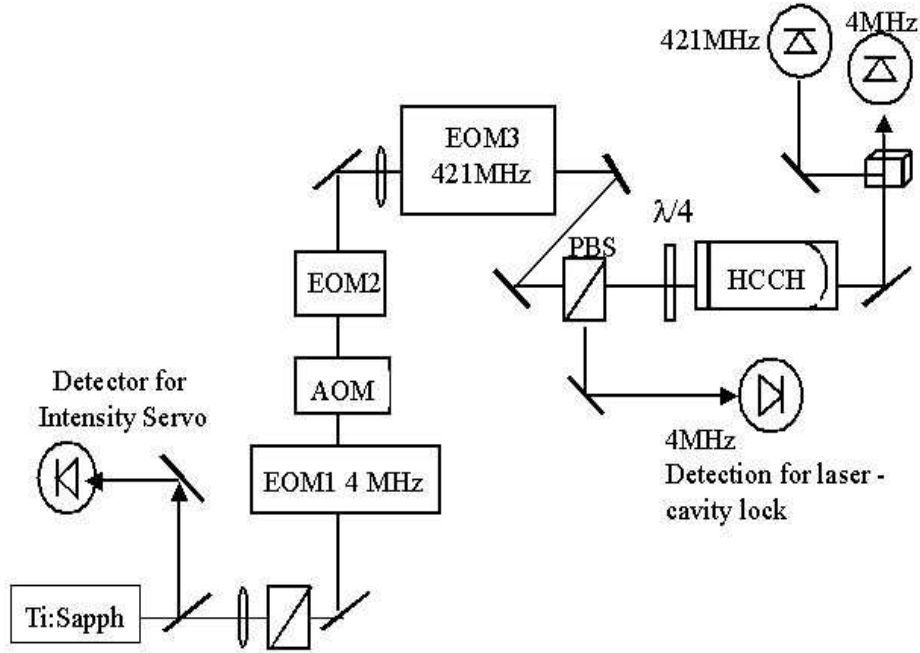 421MHz
4MHz
EOM3
421MHz
λ/4
PBS
HCCH
EOM2
Detector for
Intensity Servo
AOM
4MHz
Detection for laser -
cavity lock
EOM1 4 MHz
Ti:Sapph